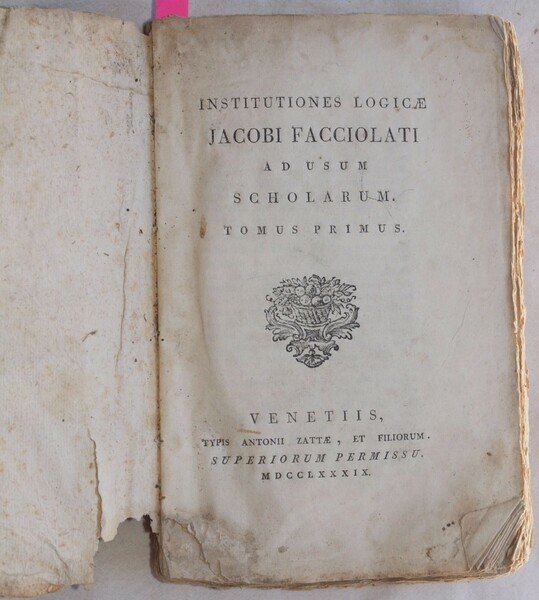 INSTITUTIONES LOGICÆ
JACOBI FACCIOLATI
AD USUM
SCHOLARUM.
TOMUS PRIMUS.
VENETIIS,
TYPIS ANTONII ZATTÆ, ET FILIORUM.
SUPERIORUM PERMISSU.
MDCCLXXXIX.